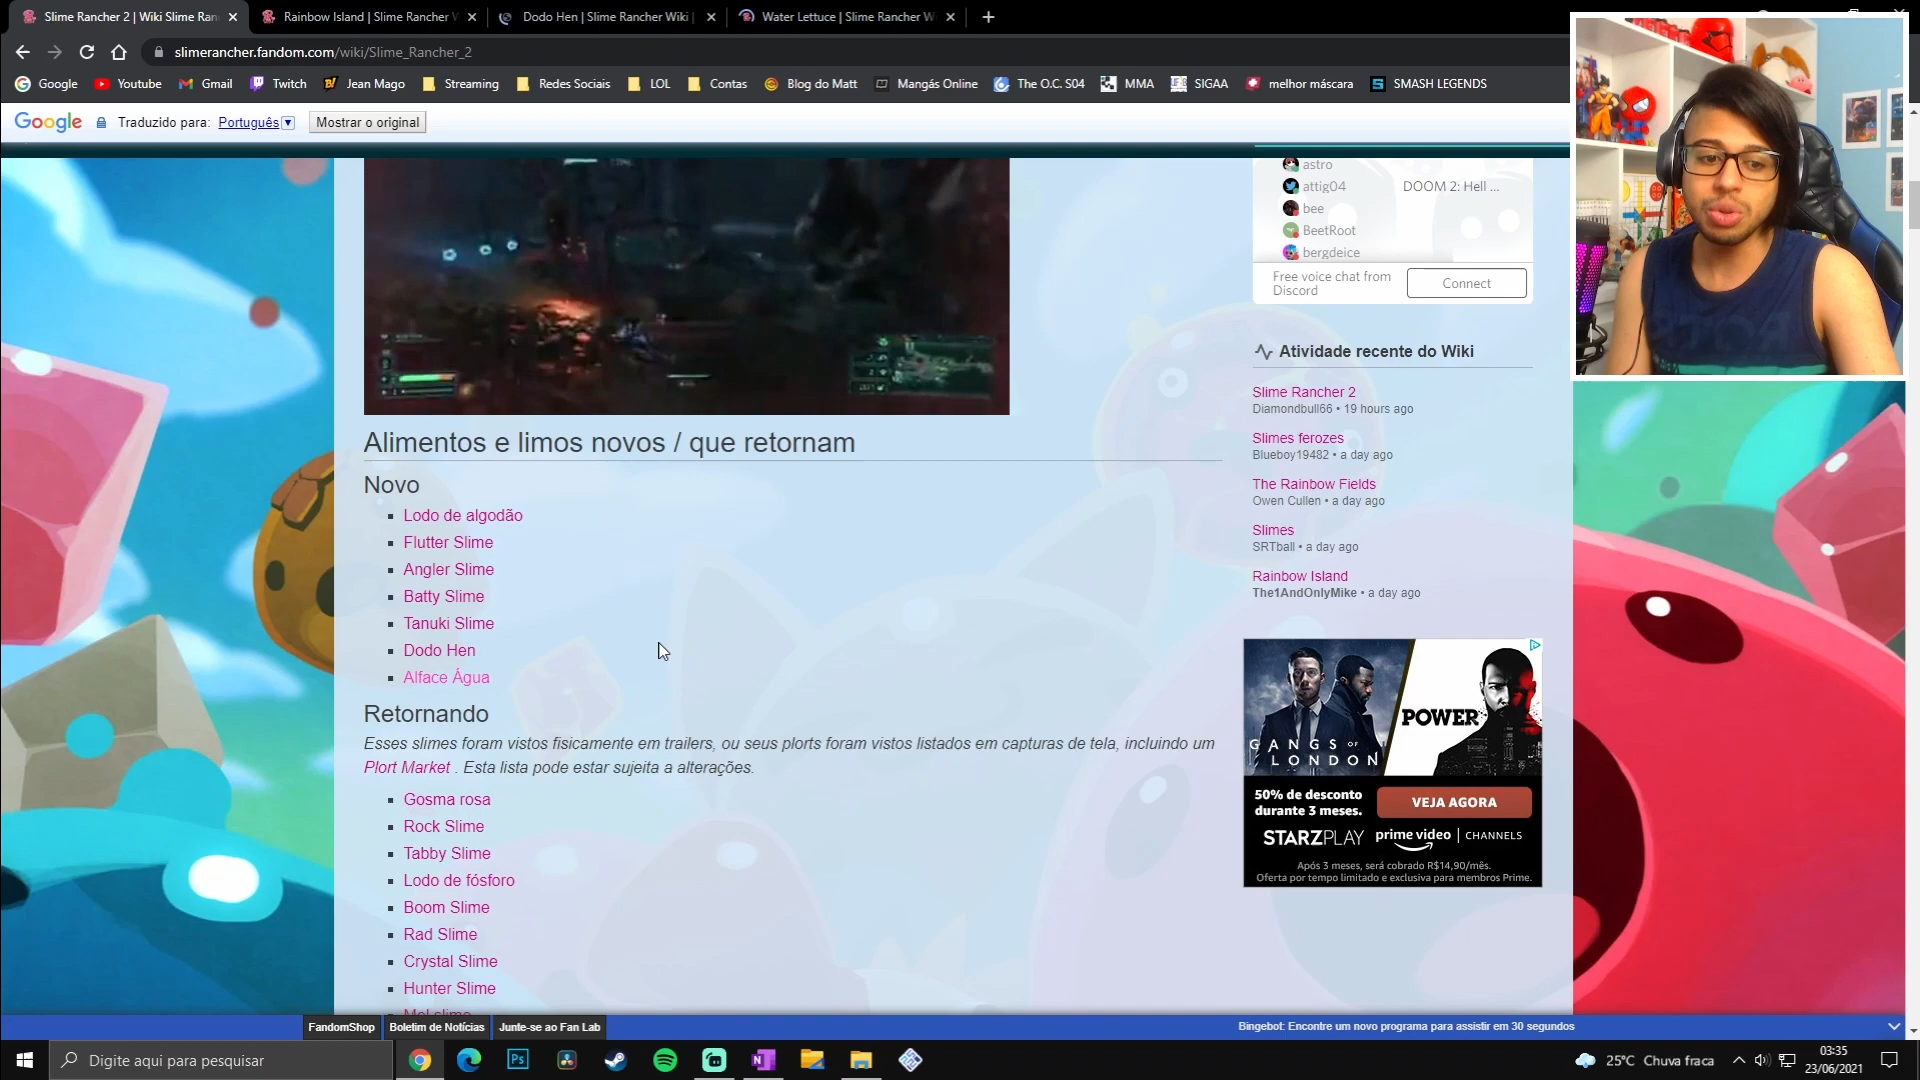 Slime Rancher 2 | Wiki Slime Ran
Rainbow Island | Slime Rancher W
Dodo Hen | Slime Rancher Wiki |
Water Lettuce | Slime Rancher W
slimerancher.fandom.com/wiki/Slime_Rancher_2
Google
Youtube
Gmail
Twitch
Jean Mago
Streaming
Redes Sociais
LOL
Contas
Blog do Matt
Mangás Online
The O.C. S04
MMA
SIGAA
melhor máscara
SMASH LEGENDS
Google
Traduzido para: Português
Mostrar o original
astro
attig04
DOOM 2: Hell ...
bee
BeetRoot
bergdeice
Free voice chat from
Discord
Connect
Alimentos e limos novos / que retornam
Novo
Lodo de algodão
Flutter Slime
Angler Slime
Batty Slime
Tanuki Slime
Dodo Hen
Alface Água
Retornando
Esses slimes foram vistos fisicamente em trailers, ou seus plorts foram vistos listados em capturas de tela, incluindo um
Plort Market . Esta lista pode estar sujeita a alterações.
Gosma rosa
Rock Slime
Tabby Slime
Lodo de fósforo
Boom Slime
Rad Slime
Crystal Slime
Hunter Slime
Mel slime
Atividade recente do Wiki
Slime Rancher 2
Diamondbull66 • 19 hours ago
Slimes ferozes
Blueboy19482 • a day ago
The Rainbow Fields
Owen Cullen • a day ago
Slimes
SRTball • a day ago
Rainbow Island
The1AndOnlyMike • a day ago
GANGS OF
LONDON
POWER
50% de desconto
durante 3 meses.
VEJA AGORA
STARZPLAY
prime video | CHANNELS
Após 3 meses, será cobrado R$14,90/mês.
Oferta por tempo limitado e exclusiva para membros Prime.
FandomShop
Boletim de Notícias
Junte-se ao Fan Lab
Bingebot: Encontre um novo programa para assistir em 30 segundos
Digite aqui para pesquisar
Ps
25°C Chuva fraca
03:35
23/06/2021